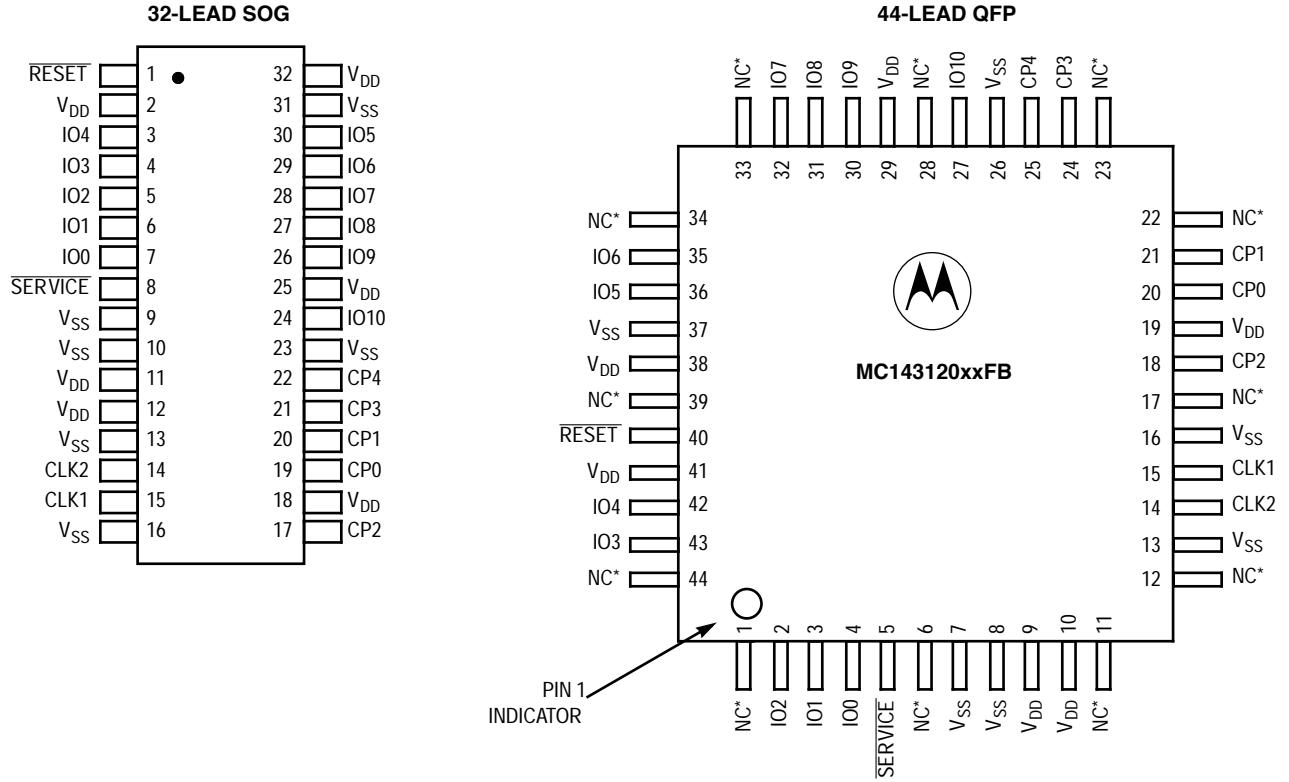 32-LEAD SOG
RESET 1 32 VDD
VDD 2 31 VSS
IO4 3 30 IO5
IO3 4 29 IO6
IO2 5 28 IO7
IO1 6 27 IO8
IO0 7 26 IO9
SERVICE 8 25 VDD
VSS 9 24 IO10
VSS 10 23 VSS
VDD 11 22 CP4
VDD 12 21 CP3
VSS 13 20 CP1
CLK2 14 19 CP0
CLK1 15 18 VDD
VSS 16 17 CP2
44-LEAD QFP
NC* IO7 IO8 IO9 VDD NC* IO10 VSS CP4 CP3 NC*
33 32 31 30 29 28 27 26 25 24 23
NC* 34 22 NC*
IO6 35 21 CP1
IO5 36 20 CP0
VSS 37 19 VDD
VDD 38 18 CP2
MC143120xxFB
NC* 39 17 NC*
RESET 40 16 VSS
VDD 41 15 CLK1
IO4 42 14 CLK2
IO3 43 13 VSS
NC* 44 12 NC*
1 2 3 4 5 6 7 8 9 10 11
NC* IO2 IO1 IO0 SERVICE NC* VSS VSS VDD VDD NC*
PIN 1
INDICATOR